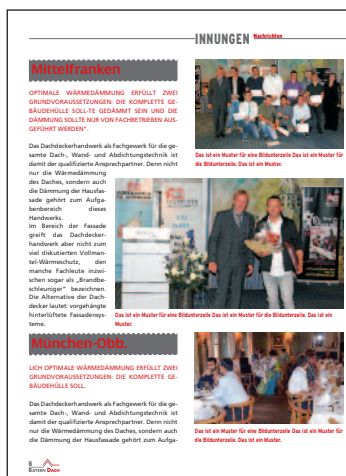 INNUNGEN Nachrichten
Mittelfranken
OPTIMALE WÄRMEDÄMMUNG ERFÜLLT ZWEI
GRUNDVORAUSSETZUNGEN: DIE KOMPLETTE GE-
BÄUDEHÜLLE SOLL-TE GEDÄMMT SEIN UND DIE
DÄMMUNG SOLLTE NUR VON FACHBETRIEBEN AUS-
GEFÜHRT WERDEN".
Das Dachdeckerhandwerk als Fachgewerk für die ge-
samte Dach-, Wand- und Abdichtungstechnik ist
damit der qualifizierte Ansprechpartner. Denn nicht
nur die Wärmedämmung
des Daches, sondern auch
die Dämmung der Hausfas-
sade gehört zum Aufga-
benbereich dieses
Handwerks.
Im Bereich der Fassade
greift das Dachdecker-
handwerk aber nicht zum
viel diskutierten Vollman-
tel-Wärmeschutz, den
manche Fachleute inzwi-
schen sogar als „Brandbe-
schleuniger" bezeichnen.
Die Alternative der Dach-
decker lautet: vorgehängte
hinterlüftete Fassadensys-
teme.
Das ist ein Muster für eine Bildunterzeile Das ist ein Muster für
die Bildunterzeile. Das ist ein Muster.
Das ist ein Muster für eine Bildunterzeile Das ist ein Muster für die Bildunterzeile. Das ist ein
Muster.
München-Obb.
LICH OPTIMALE WÄRMEDÄMMUNG ERFÜLLT ZWEI
GRUNDVORAUSSETZUNGEN: DIE KOMPLETTE GE-
BÄUDEHÜLLE SOLL.
Das Dachdeckerhandwerk als Fachgewerk für die ge-
samte Dach-, Wand- und Abdichtungstechnik ist
damit der qualifizierte Ansprechpartner. Denn nicht
nur die Wärmedämmung des Daches, sondern auch
die Dämmung der Hausfassade gehört zum Aufga-
Das ist ein Muster für eine Bildunterzeile Das ist ein Muster für
die Bildunterzeile. Das ist ein Muster.
6
BAYERN DACH